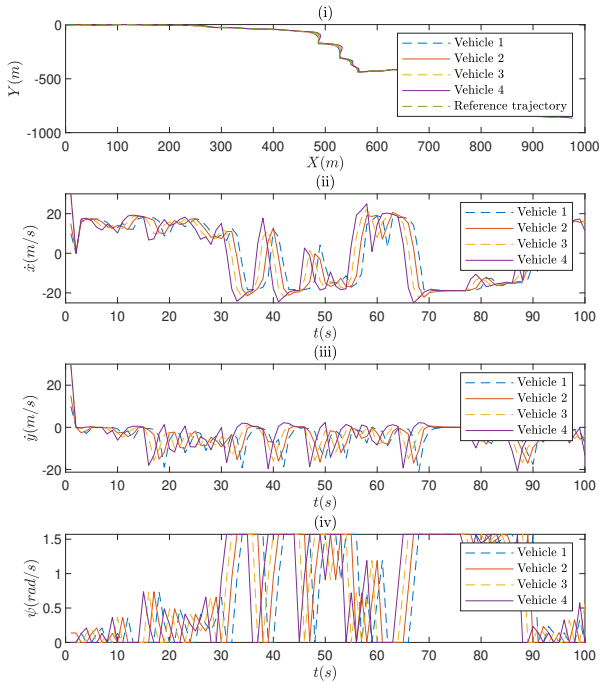 (i)
0
-500
-1000
Y(m)
Vehicle 1
Vehicle 2
Vehicle 3
Vehicle 4
Reference trajectory
0 100 200 300 400 500 600 700 800 900 1000
X(m)
(ii)
20
0
-20
ẋ(m/s)
Vehicle 1
Vehicle 2
Vehicle 3
Vehicle 4
0 10 20 30 40 50 60 70 80 90 100
t(s)
(iii)
20
0
-20
ẏ(m/s)
Vehicle 1
Vehicle 2
Vehicle 3
Vehicle 4
0 10 20 30 40 50 60 70 80 90 100
t(s)
(iv)
1.5
1
0.5
0
ψ(rad/s)
Vehicle 1
Vehicle 2
Vehicle 3
Vehicle 4
0 10 20 30 40 50 60 70 80 90 100
t(s)